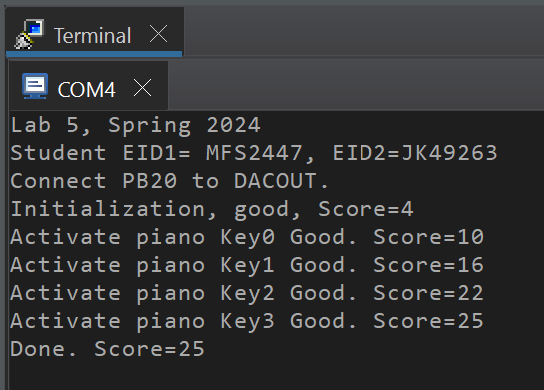 Terminal
COM4
Lab 5, Spring 2024
Student EID1= MFS2447, EID2=JK49263
Connect PB20 to DACOUT.
Initialization, good, Score=4
Activate piano Key0 Good. Score=10
Activate piano Key1 Good. Score=16
Activate piano Key2 Good. Score=22
Activate piano Key3 Good. Score=25
Done. Score=25